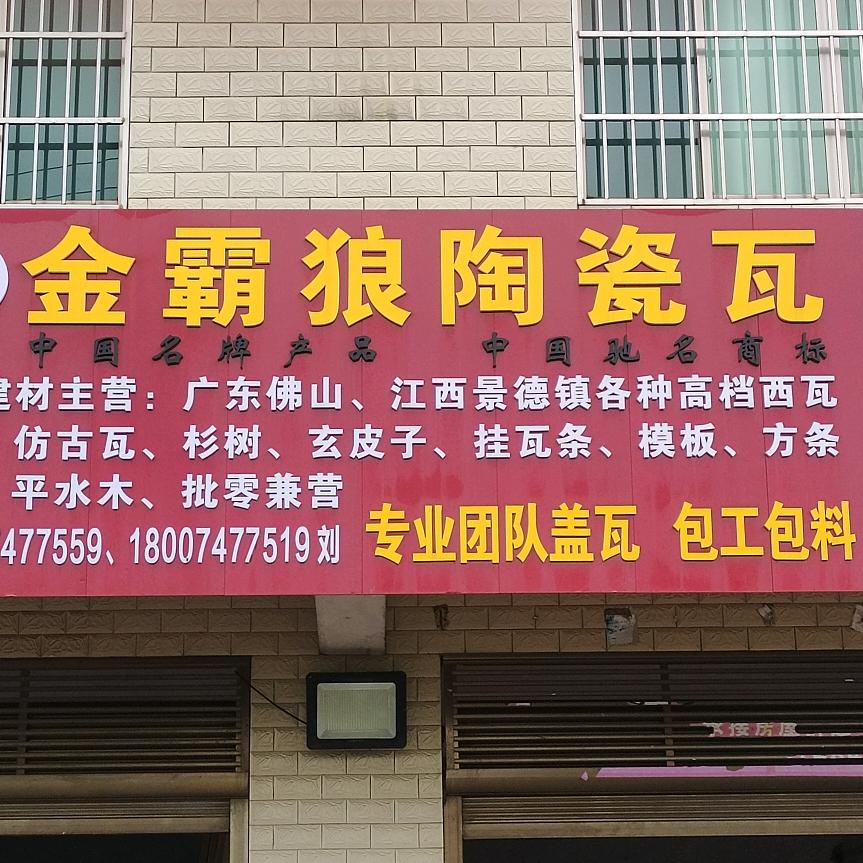 金霸狼陶瓷瓦
中国名牌产品 中国驰名商标
建材主营：广东佛山、江西景德镇各种高档西瓦
仿古瓦、杉树、玄皮子、挂瓦条、模板、方条
平水木、批零兼营
477559、18007477519刘
专业团队盖瓦 包工包料